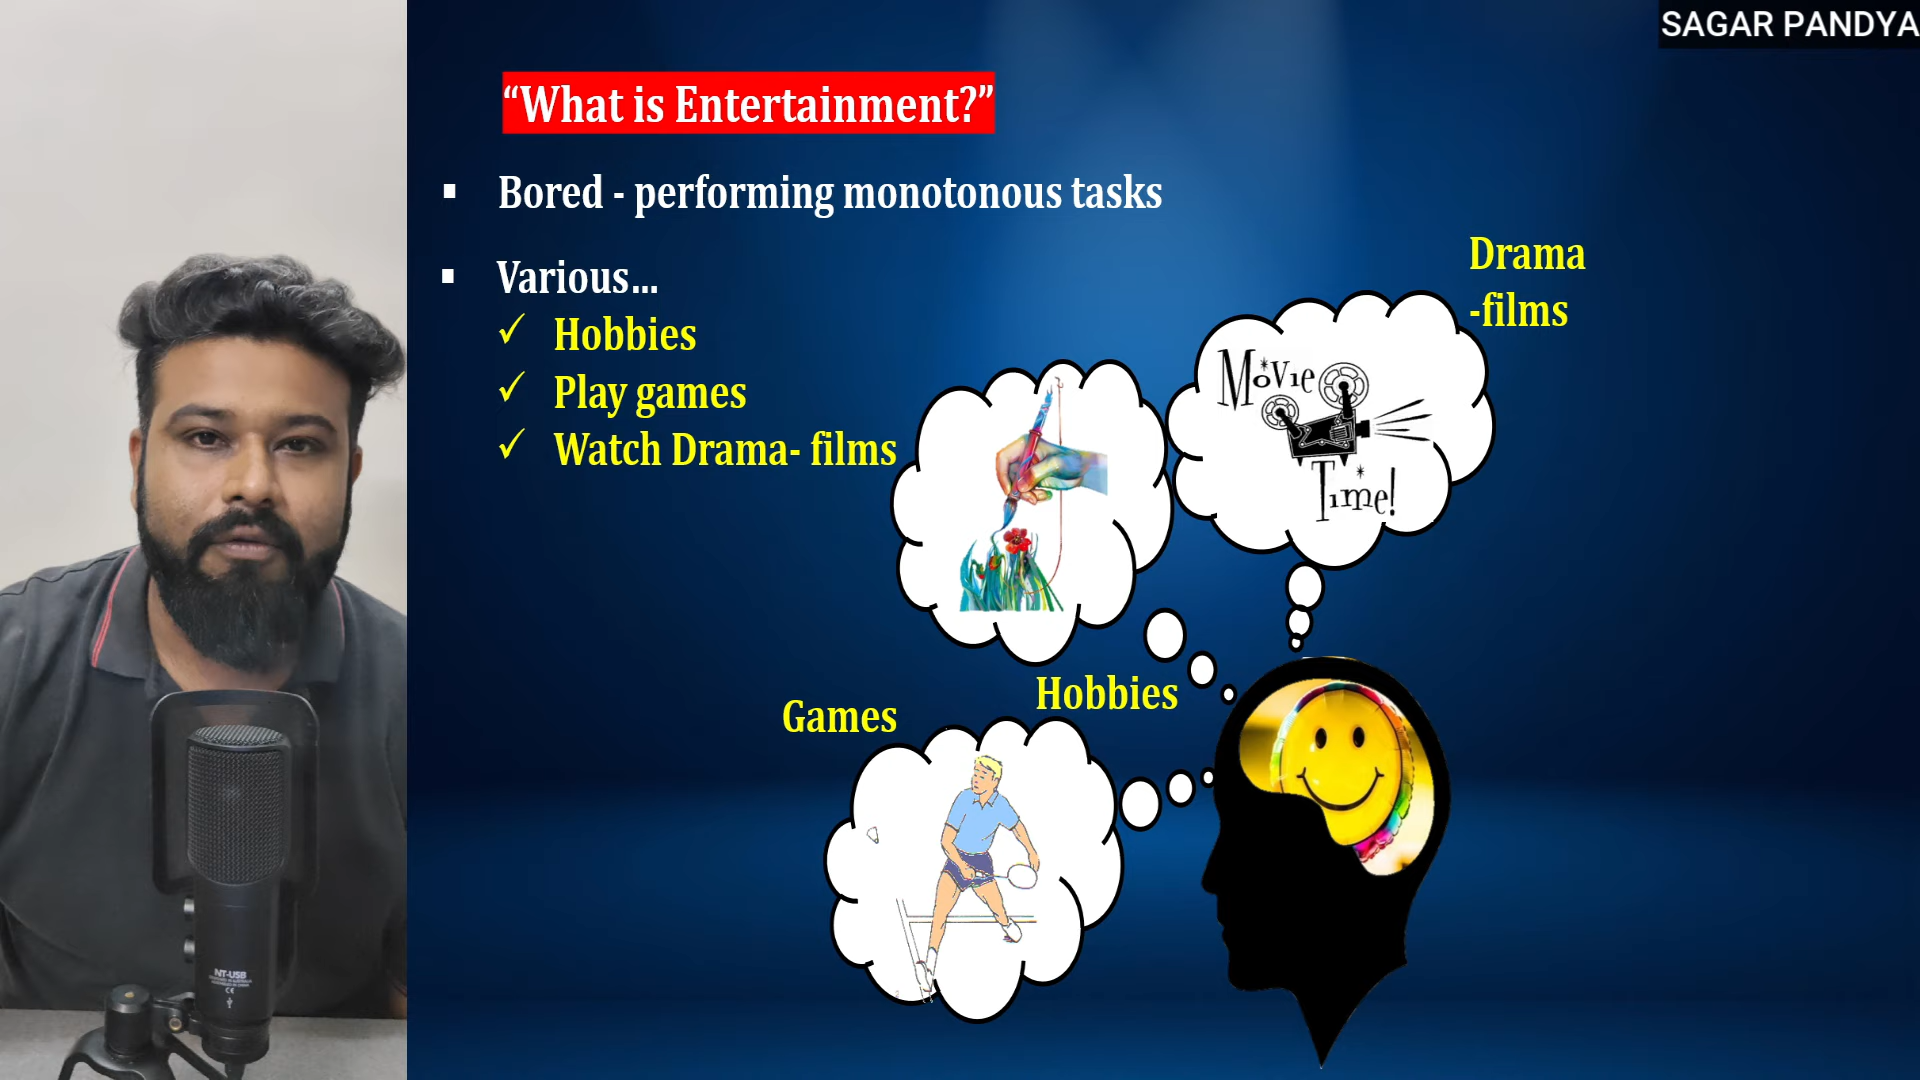 SAGAR PANDYA
“What is Entertainment?”
▪ Bored - performing monotonous tasks
▪ Various...
✓ Hobbies
✓ Play games
✓ Watch Drama- films
Drama
-films
Movie
Time!
Hobbies
Games
NT-USB